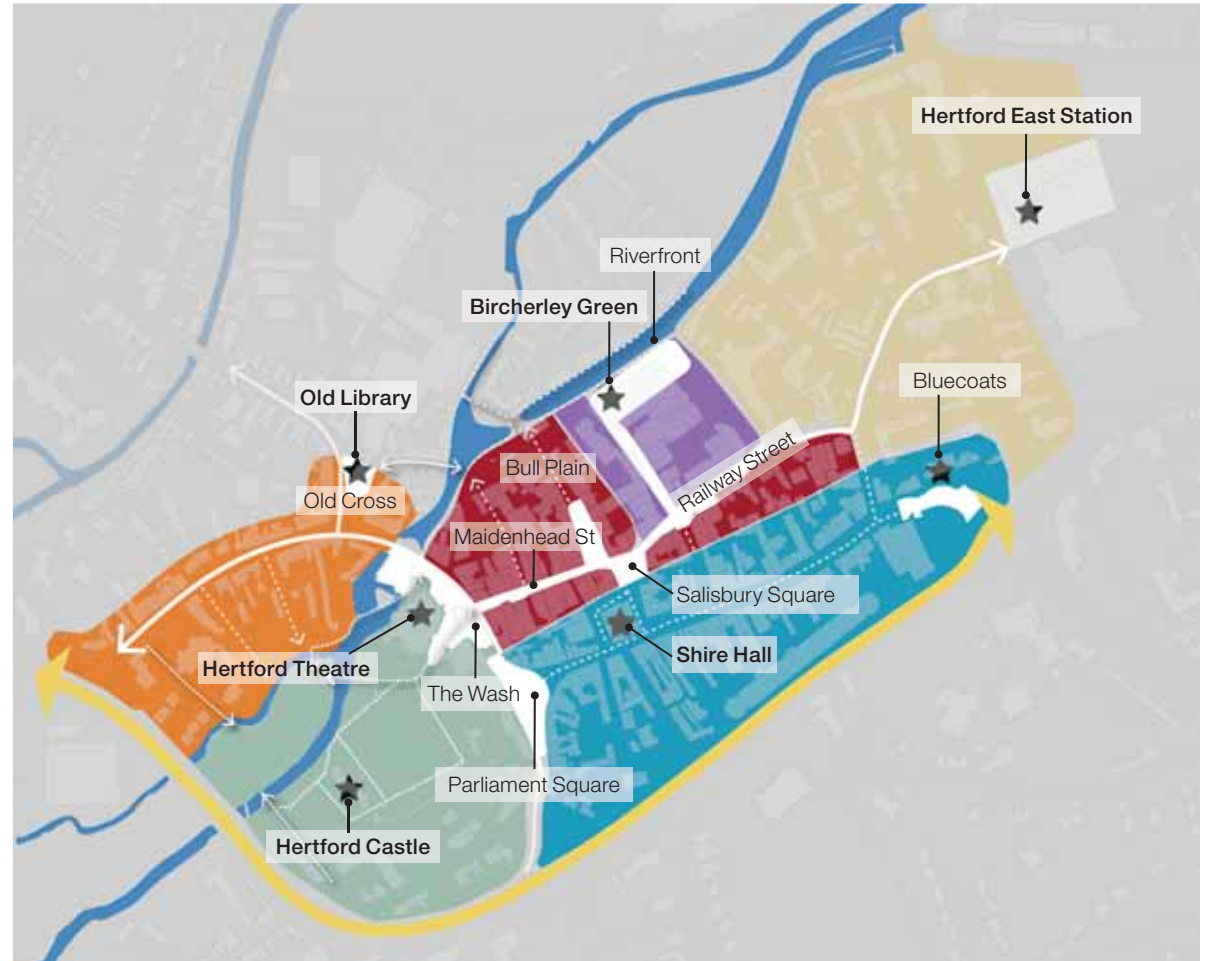 Hertford East Station
Riverfront
Bircherley Green
Bluecoats
Old Library
Railway Street
Bull Plain
Old Cross
Maidenhead St
Salisbury Square
Shire Hall
Hertford Theatre
The Wash
Parliament Square
Hertford Castle